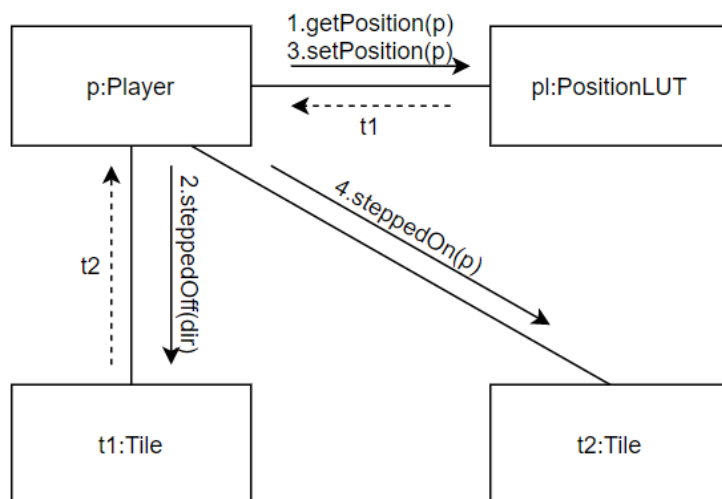 1.getPosition(p)
3.setPosition(p)
p:Player
pl:PositionLUT
t1
2.steppedOff(dir)
4.steppedOn(p)
t2
t1:Tile
t2:Tile